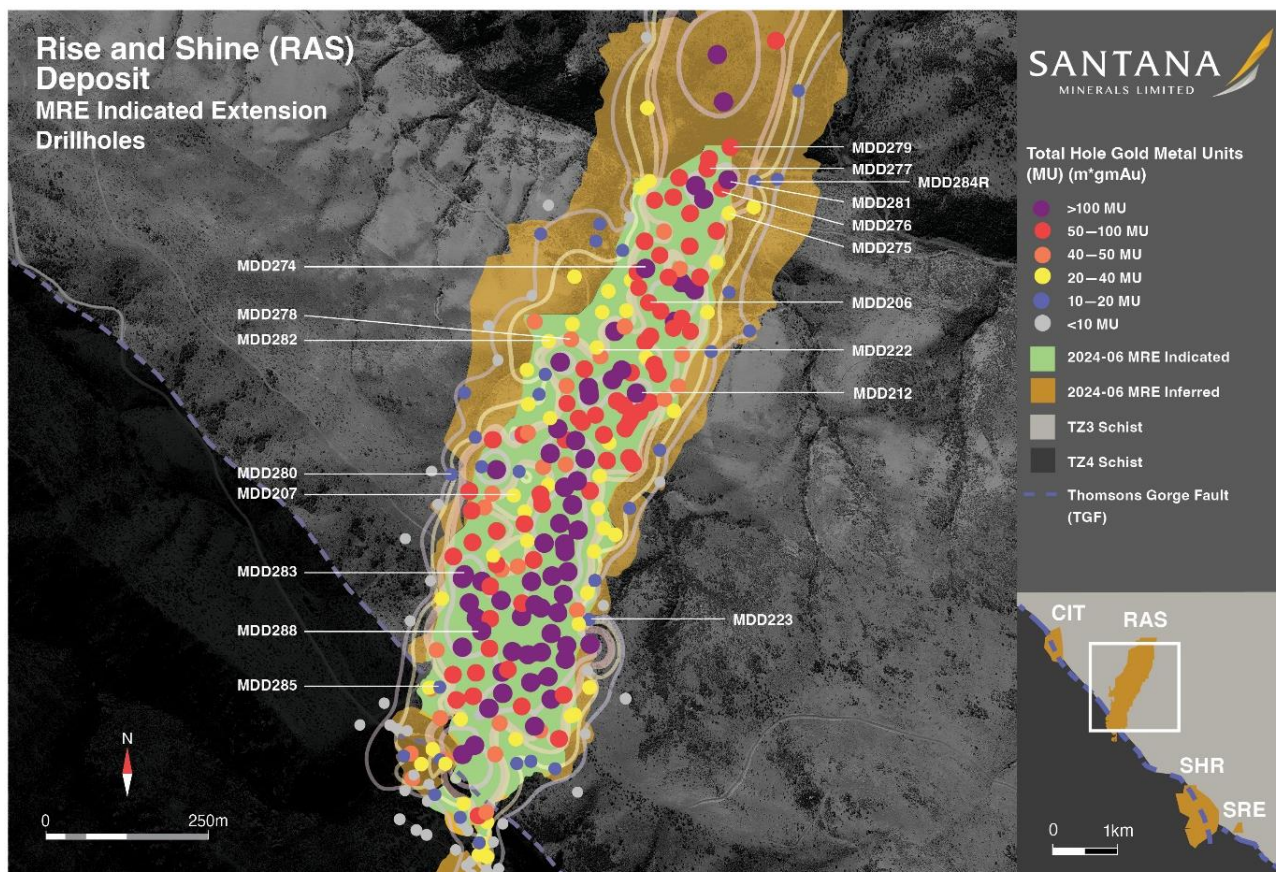 Rise and Shine (RAS)
Deposit
MRE Indicated Extension
Drillholes
MDD279
MDD277
MDD284R
MDD281
MDD276
MDD275
MDD274
MDD206
MDD278
MDD282
MDD222
MDD212
MDD280
MDD207
MDD283
MDD288
MDD223
MDD285
N
0 250m
SANTANA
MINERALS LIMITED
Total Hole Gold Metal Units
(MU) (m*gmAu)
>100 MU
50–100 MU
40–50 MU
20–40 MU
10–20 MU
<10 MU
2024-06 MRE Indicated
2024-06 MRE Inferred
TZ3 Schist
TZ4 Schist
Thomsons Gorge Fault
(TGF)
CIT
RAS
SHR
SRE
0 1km